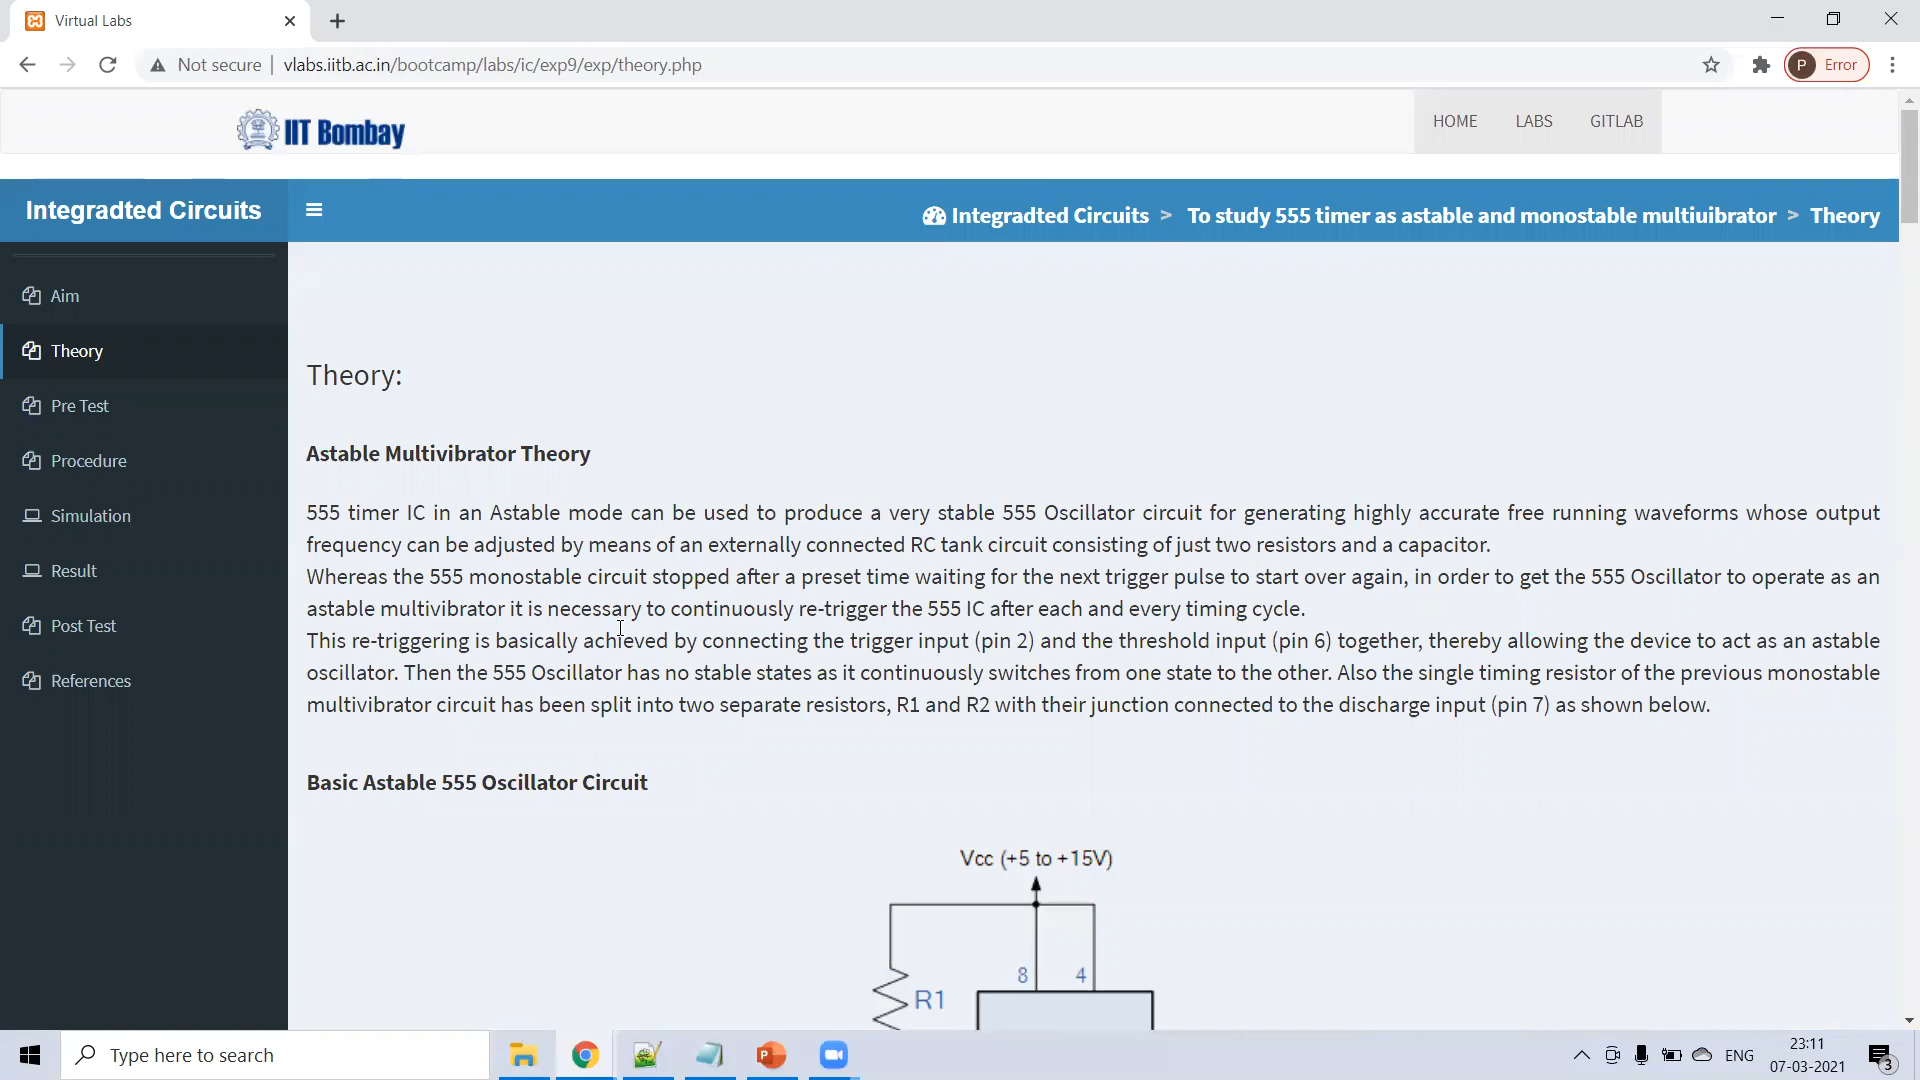 Virtual Labs
Not secure | vlabs.iitb.ac.in/bootcamp/labs/ic/exp9/exp/theory.php
P Error
IIT Bombay
HOME LABS GITLAB
Integradted Circuits
Integradted Circuits > To study 555 timer as astable and monostable multiuibrator > Theory
Aim
Theory
Pre Test
Procedure
Simulation
Result
Post Test
References
Theory:
Astable Multivibrator Theory
555 timer IC in an Astable mode can be used to produce a very stable 555 Oscillator circuit for generating highly accurate free running waveforms whose output
frequency can be adjusted by means of an externally connected RC tank circuit consisting of just two resistors and a capacitor.
Whereas the 555 monostable circuit stopped after a preset time waiting for the next trigger pulse to start over again, in order to get the 555 Oscillator to operate as an
astable multivibrator it is necessary to continuously re-trigger the 555 IC after each and every timing cycle.
This re-triggering is basically achieved by connecting the trigger input (pin 2) and the threshold input (pin 6) together, thereby allowing the device to act as an astable
oscillator. Then the 555 Oscillator has no stable states as it continuously switches from one state to the other. Also the single timing resistor of the previous monostable
multivibrator circuit has been split into two separate resistors, R1 and R2 with their junction connected to the discharge input (pin 7) as shown below.
Basic Astable 555 Oscillator Circuit
Vcc (+5 to +15V)
8 4
R1
Type here to search
P
ENG
23:11
07-03-2021
3